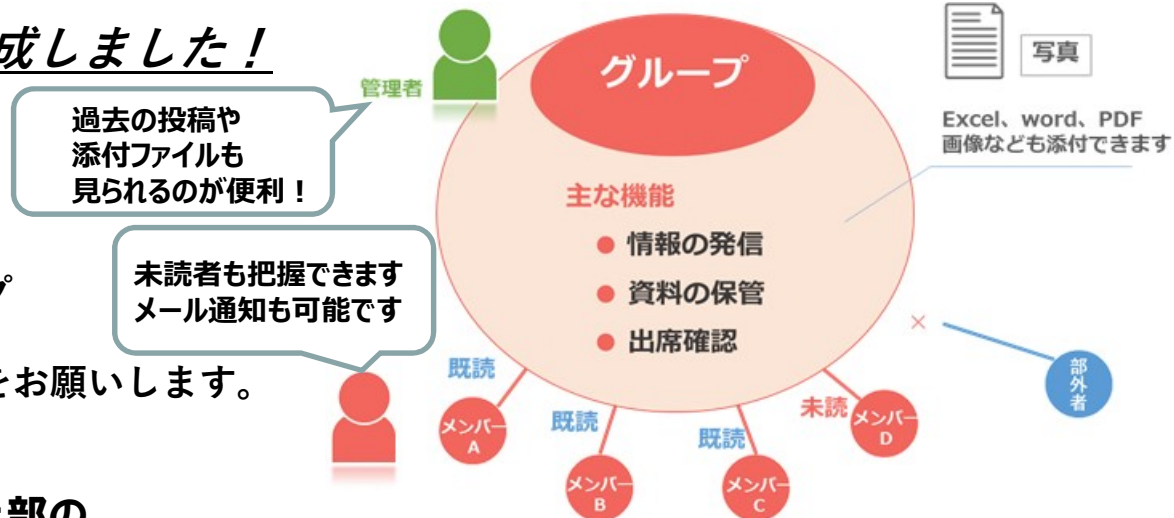 成しました！
過去の投稿や
添付ファイルも
見られるのが便利！
管理者
グループ
写真
Excel、word、PDF
画像なども添付できます
主な機能
● 情報の発信
● 資料の保管
● 出席確認
未読者も把握できます
メール通知も可能です
プ
をお願いします。
既読
メンバー
A
既読
メンバー
B
既読
メンバー
C
未読
メンバー
D
×
部外者
部の